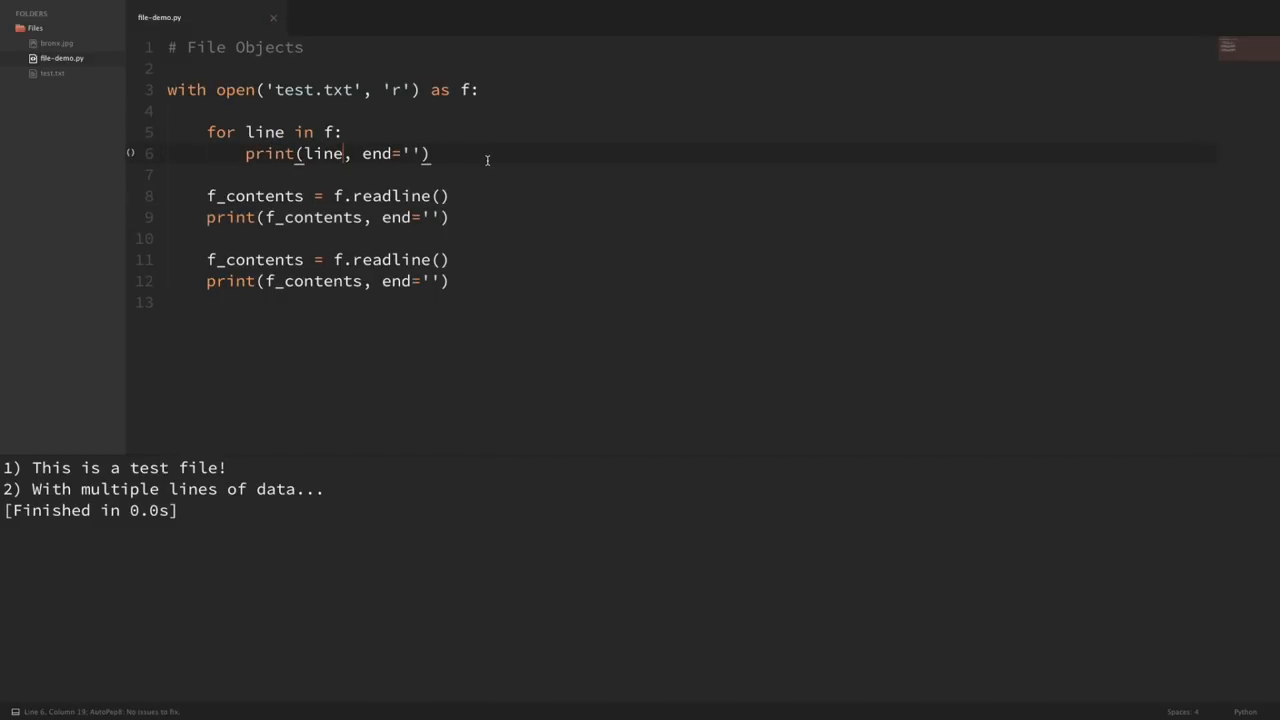 FOLDERS
Files
bronx.jpg
file-demo.py
test.txt
file-demo.py
1 # File Objects
2
3 with open('test.txt', 'r') as f:
4
5     for line in f:
6         print(line, end='')
7
8     f_contents = f.readline()
9     print(f_contents, end='')
10
11     f_contents = f.readline()
12     print(f_contents, end='')
13
1) This is a test file!
2) With multiple lines of data...
[Finished in 0.0s]
Line 6, Column 19; AutoPep8: No issues to fix.
Spaces: 4
Python